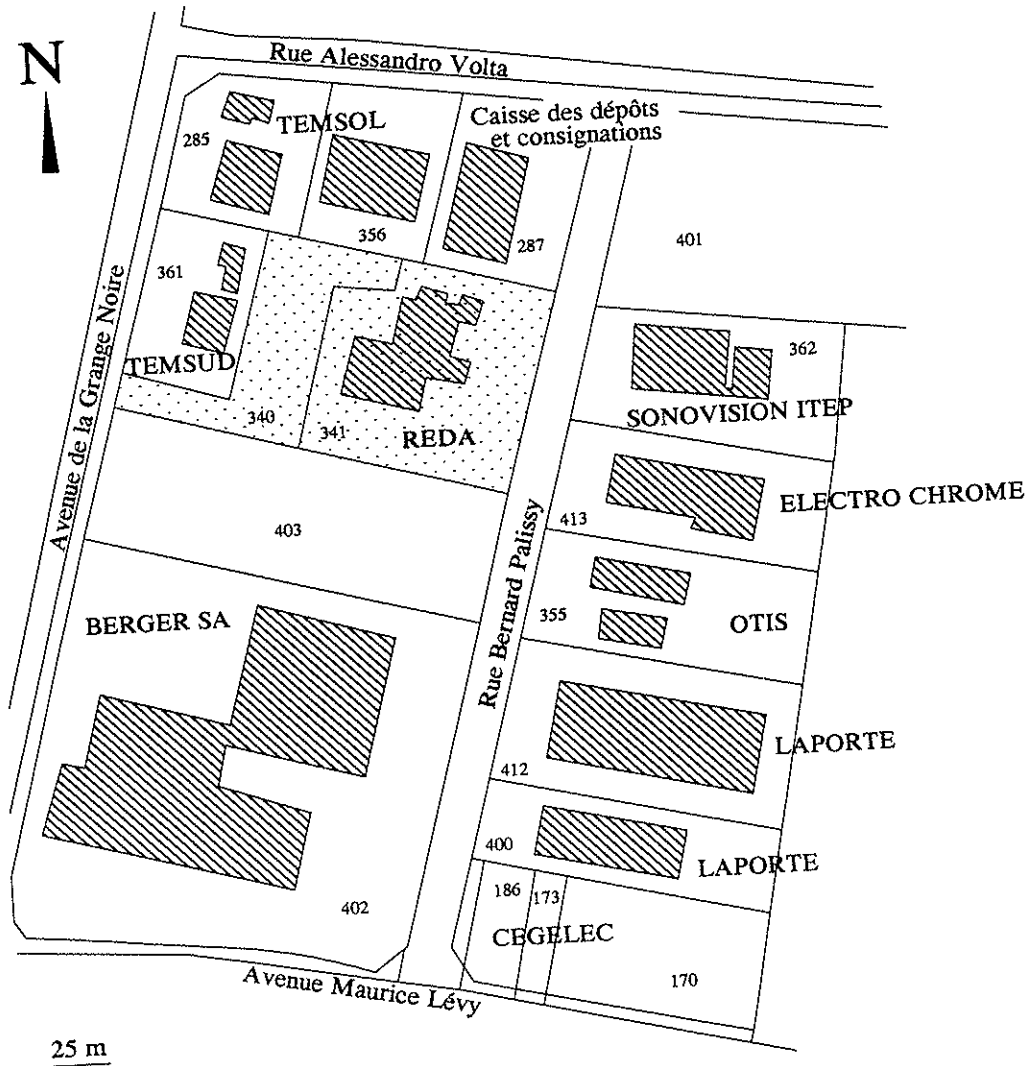 N
Rue Alessandro Volta
TEMSOL
Caisse des dépôts
et consignations
285
356
287
401
361
TEMSUD
340
341
REDA
362
SONOVISION ITEP
Avenue de la Grange Noire
403
413
ELECTRO CHROME
Rue Bernard Palissy
355
OTIS
BERGER SA
412
LAPORTE
400
LAPORTE
402
186
173
CEGELEC
170
Avenue Maurice Lévy
25 m